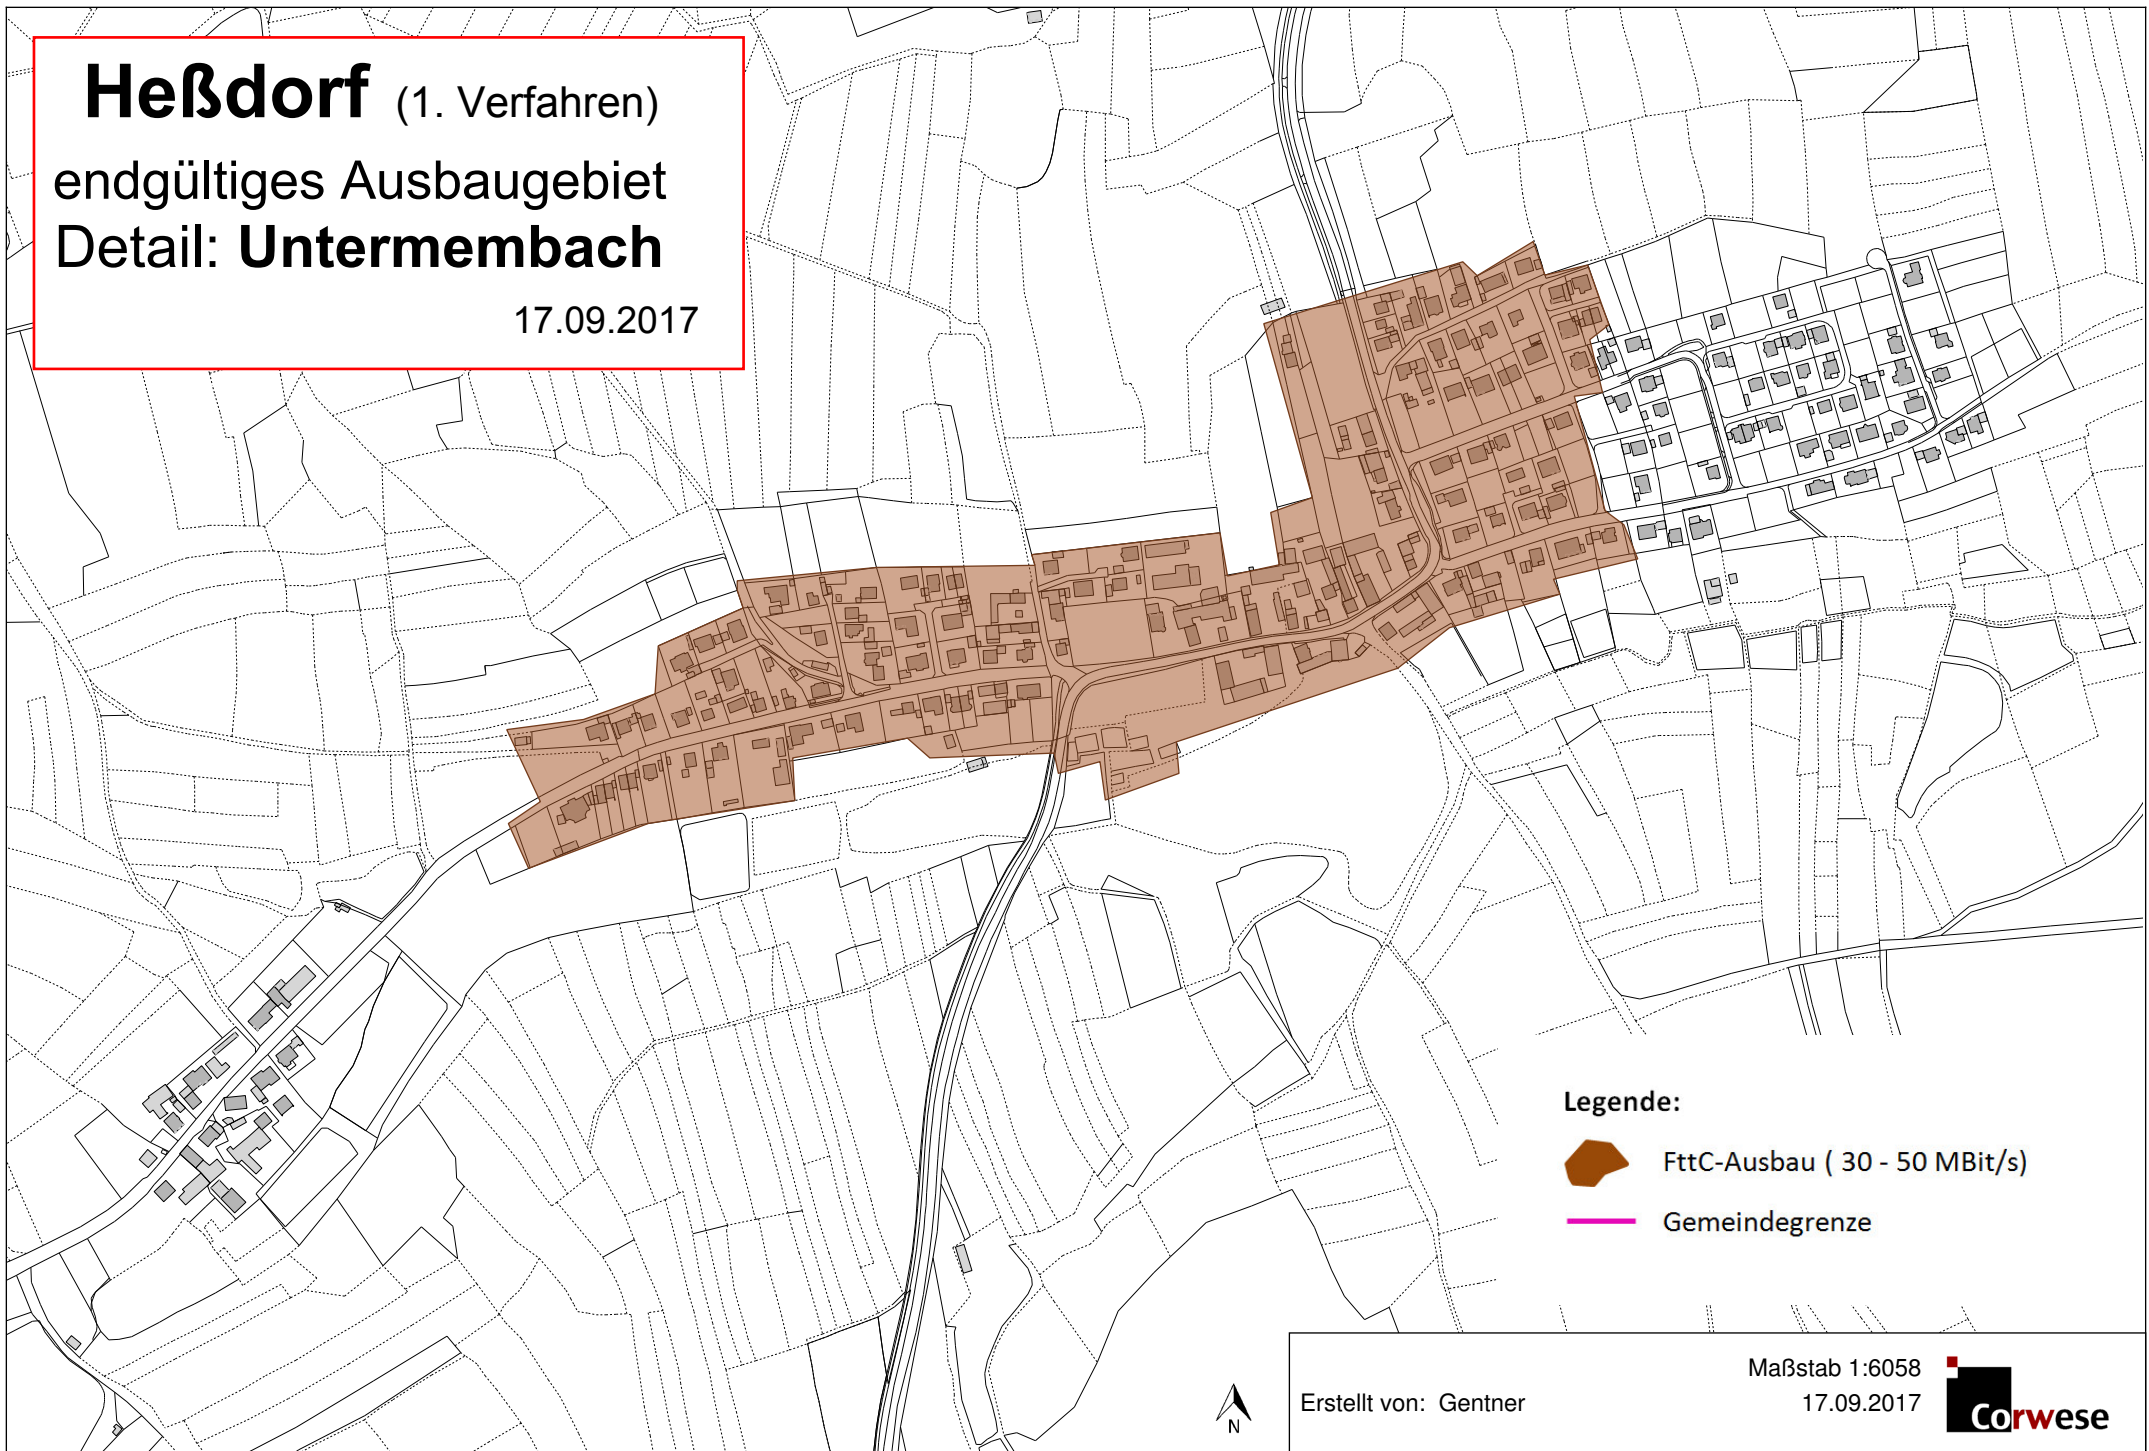 Heßdorf (1. Verfahren)
endgültiges Ausbaugebiet
Detail: Untermembach
17.09.2017
Legende:
FttC-Ausbau ( 30 - 50 MBit/s)
Gemeindegrenze
Maßstab 1:6058
Erstellt von: Gentner
17.09.2017
N
Corwese